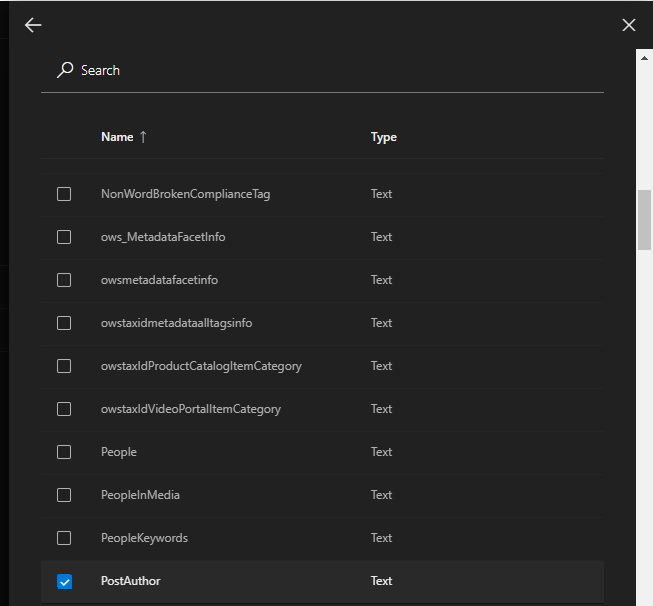 Search
Name ↑ Type
NonWordBrokenComplianceTag Text
ows_MetadataFacetInfo Text
owsmetadatafacetinfo Text
owstaxidmetadataalltagsinfo Text
owstaxIdProductCatalogItemCategory Text
owstaxIdVideoPortalItemCategory Text
People Text
PeopleInMedia Text
PeopleKeywords Text
PostAuthor Text